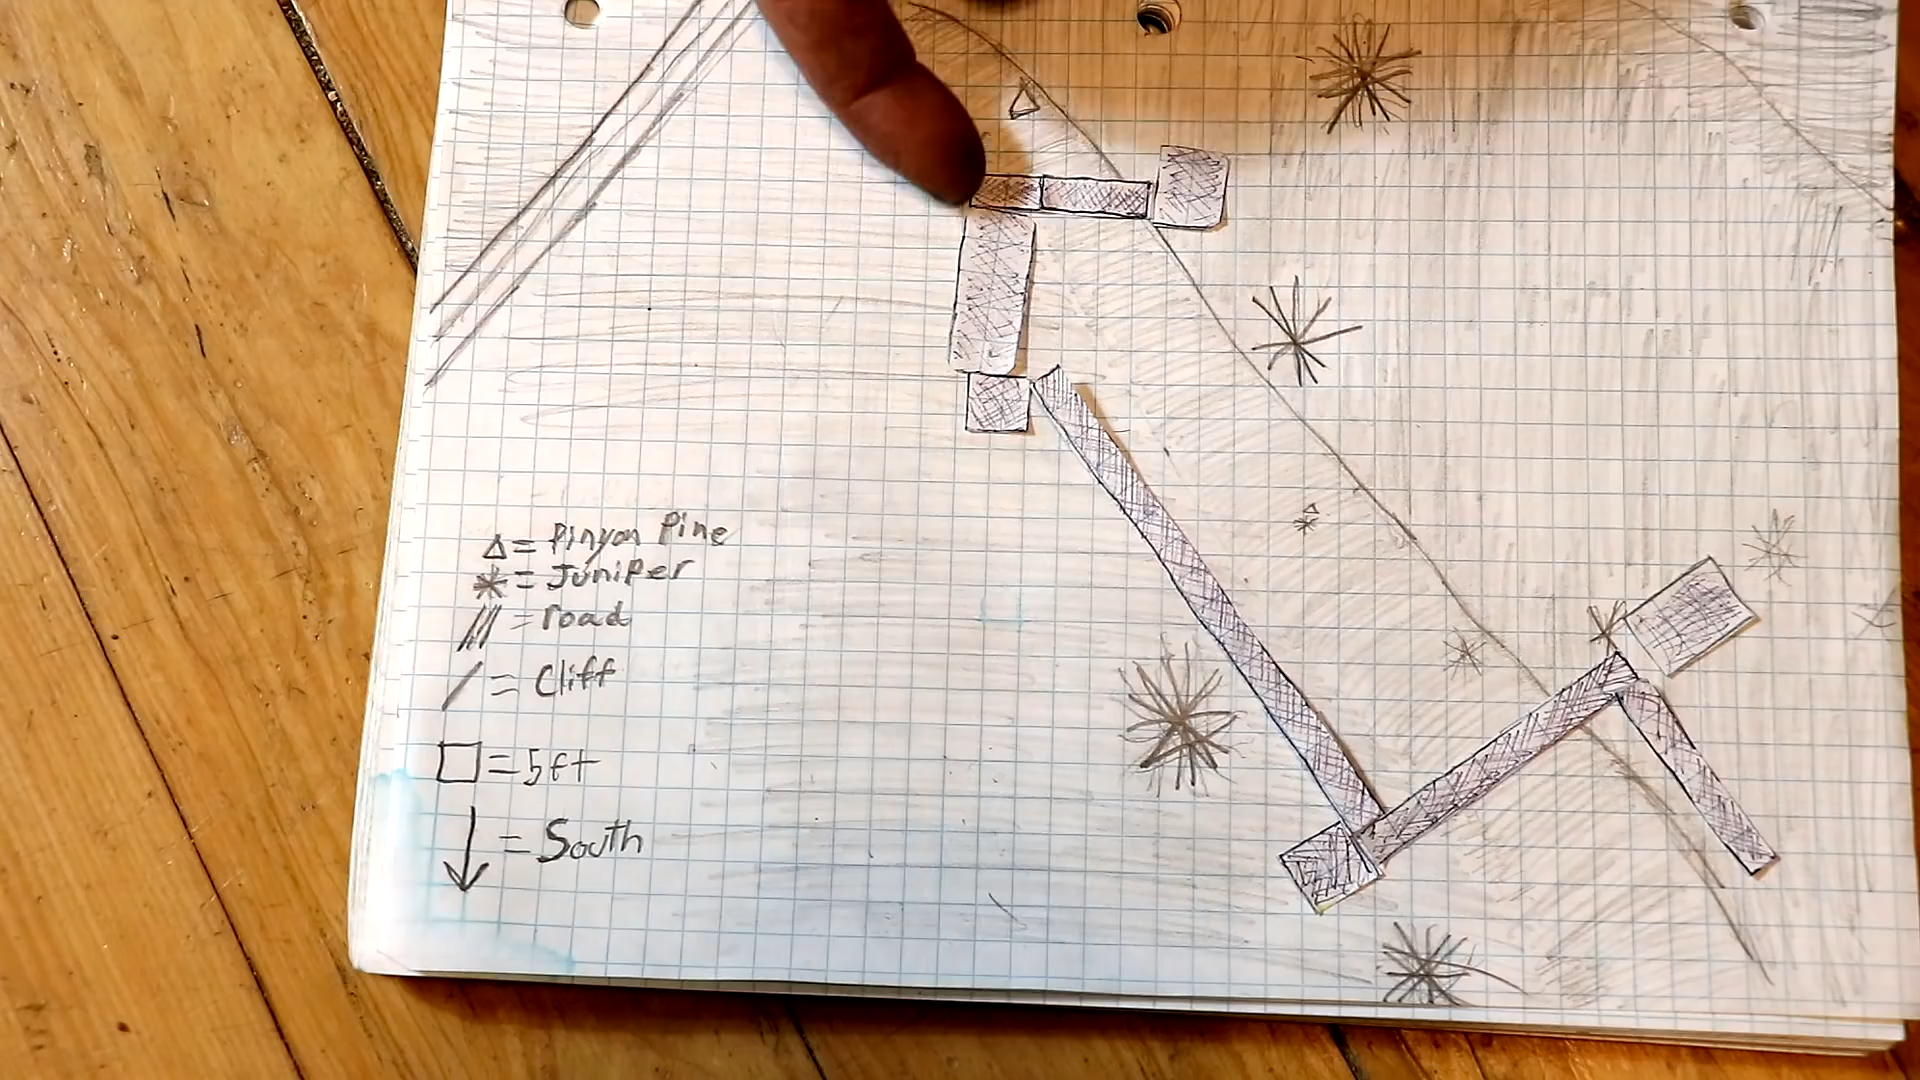 △ = Pinyon Pine
* = Juniper
/// = road
/ = Cliff
□ = 5ft
↓ = South